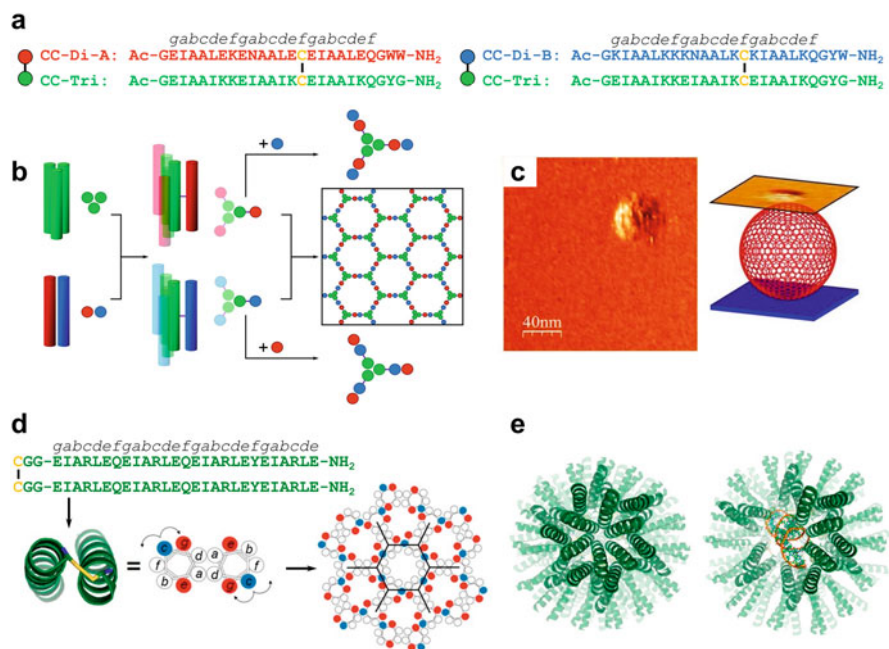 a
gabcdefgabcdefgabcdef gabcdefgabcdefgabcdef
CC-Di-A: Ac-GEIAALEKENAALECEIAALEQGWW-NH₂ CC-Di-B: Ac-GKIAALKKKNAALKCKIAALKQGYW-NH₂
CC-Tri: Ac-GEIAAIKKEIAAIKCEIAAIKQGYG-NH₂ CC-Tri: Ac-GEIAAIKKEIAAIKCEIAAIKQGYG-NH₂
b
+
+
c
40nm
d
gabcdefgabcdefgabcdefgabcde
CGG-EIARLEQEIARLEQEIARLEYEIARLE-NH₂
CGG-EIARLEQEIARLEQEIARLEYEIARLE-NH₂
=
c g e b
f d a f
b a d c
e g
e